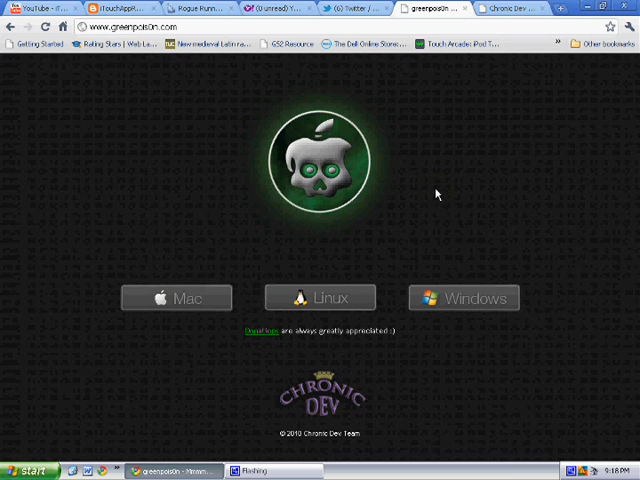 YouTube - iT...
iTouchAppR...
Rogue Runn...
(0 unread) Y...
(6) Twitter / ...
greenpois0n ...
Chronic Dev ...
www.greenpois0n.com
Getting Started
Rating Stars | Web La...
New medieval Latin ra...
GS2 Resource
The Dell Online Store:...
Touch Arcade: iPod T...
»
Other bookmarks
Mac
Linux
Windows
Donations are always greatly appreciated :)
CHRONIC
DEV
© 2010 Chronic Dev Team
start
»
greenpois0n - Mmmm...
Flashing
9:18 PM